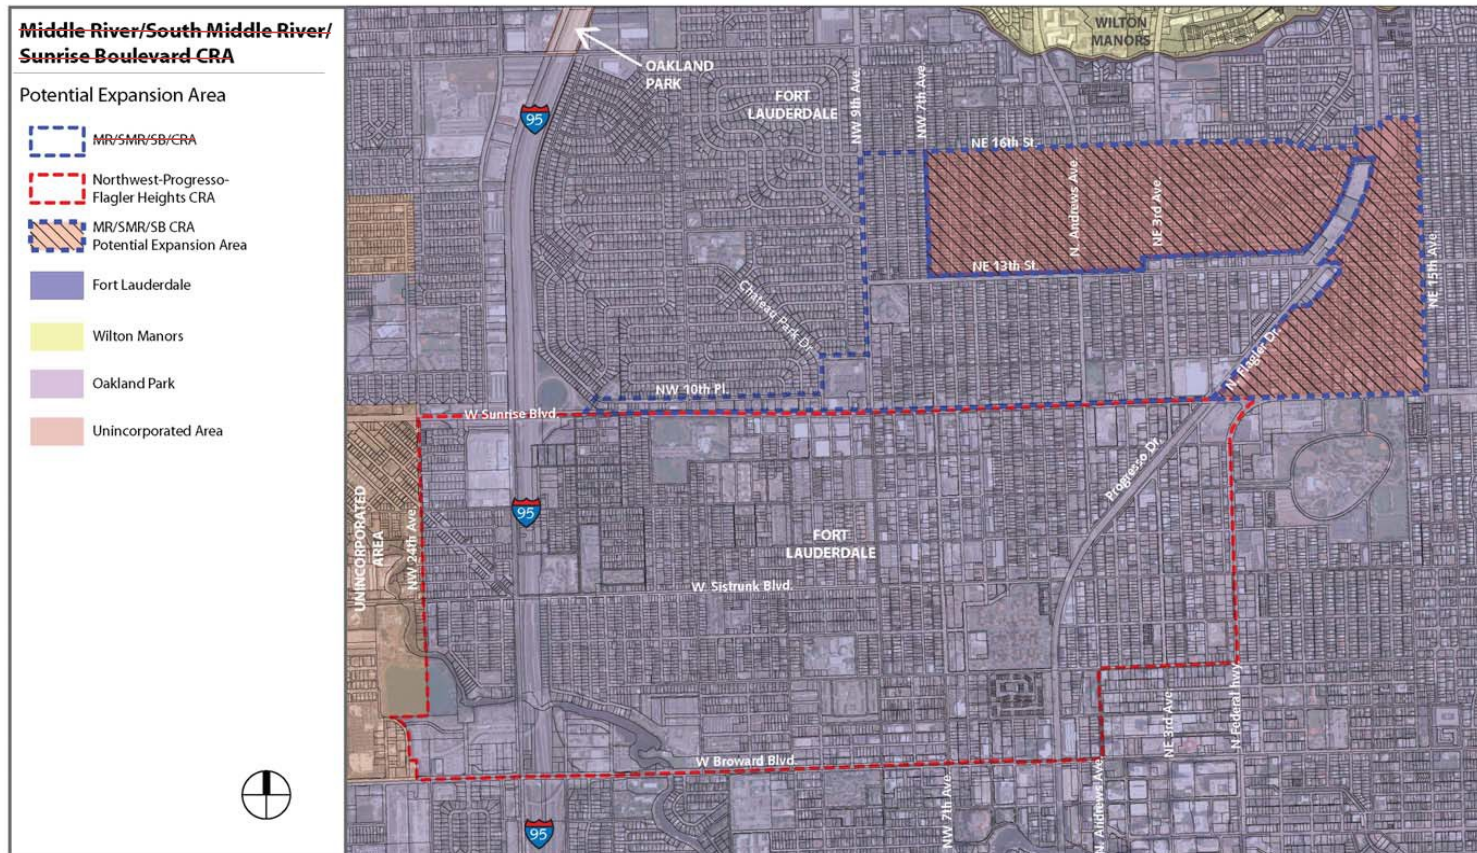 Middle River/South Middle River/
Sunrise Boulevard CRA
Potential Expansion Area
MR/SMR/SB/CRA
Northwest-Progresso-
Flagler Heights CRA
MR/SMR/SB CRA
Potential Expansion Area
Fort Lauderdale
Wilton Manors
Oakland Park
Unincorporated Area
WILTON
MANORS
OAKLAND
PARK
FORT
LAUDERDALE
95
NW 9th Ave.
NW 7th Ave.
NE 16th St.
N. Andrews Ave.
NE 3rd Ave.
NE 13th St.
NE 15th Ave.
Chateau Park Dr.
N. Flagler Dr.
NW 10th Pl.
W Sunrise Blvd.
Progresso Dr.
95
UNINCORPORATED
AREA
NW 24th Ave.
FORT
LAUDERDALE
W Sistrunk Blvd.
NE 3rd Ave
N Federal hwy.
W Broward Blvd.
NW 7th Ave.
N. Andrews Ave.
95